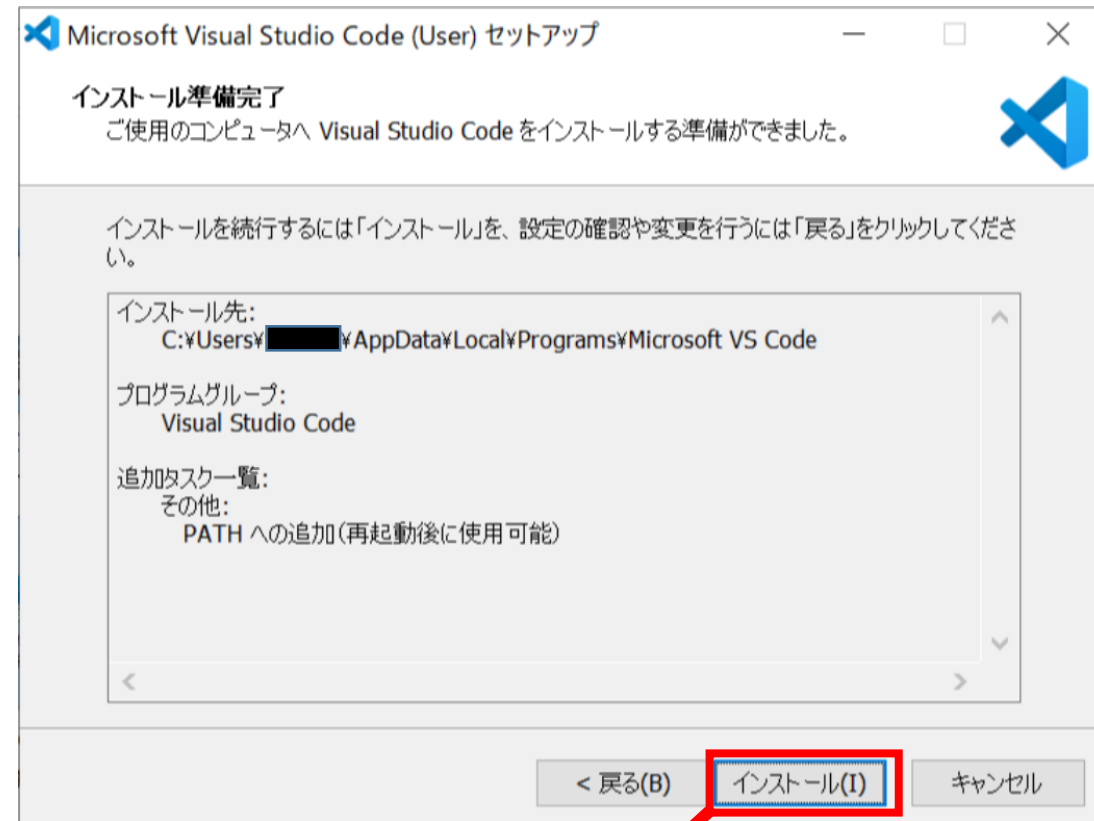 Microsoft Visual Studio Code (User) セットアップ
インストール準備完了
ご使用のコンピュータへ Visual Studio Code をインストールする準備ができました。
インストールを続行するには「インストール」を、設定の確認や変更を行うには「戻る」をクリックしてくださ
い。
インストール先:
C:¥Users¥ ¥AppData¥Local¥Programs¥Microsoft VS Code
プログラムグループ:
Visual Studio Code
追加タスク一覧:
その他:
PATH への追加(再起動後に使用可能)
< 戻る(B) インストール(I) キャンセル